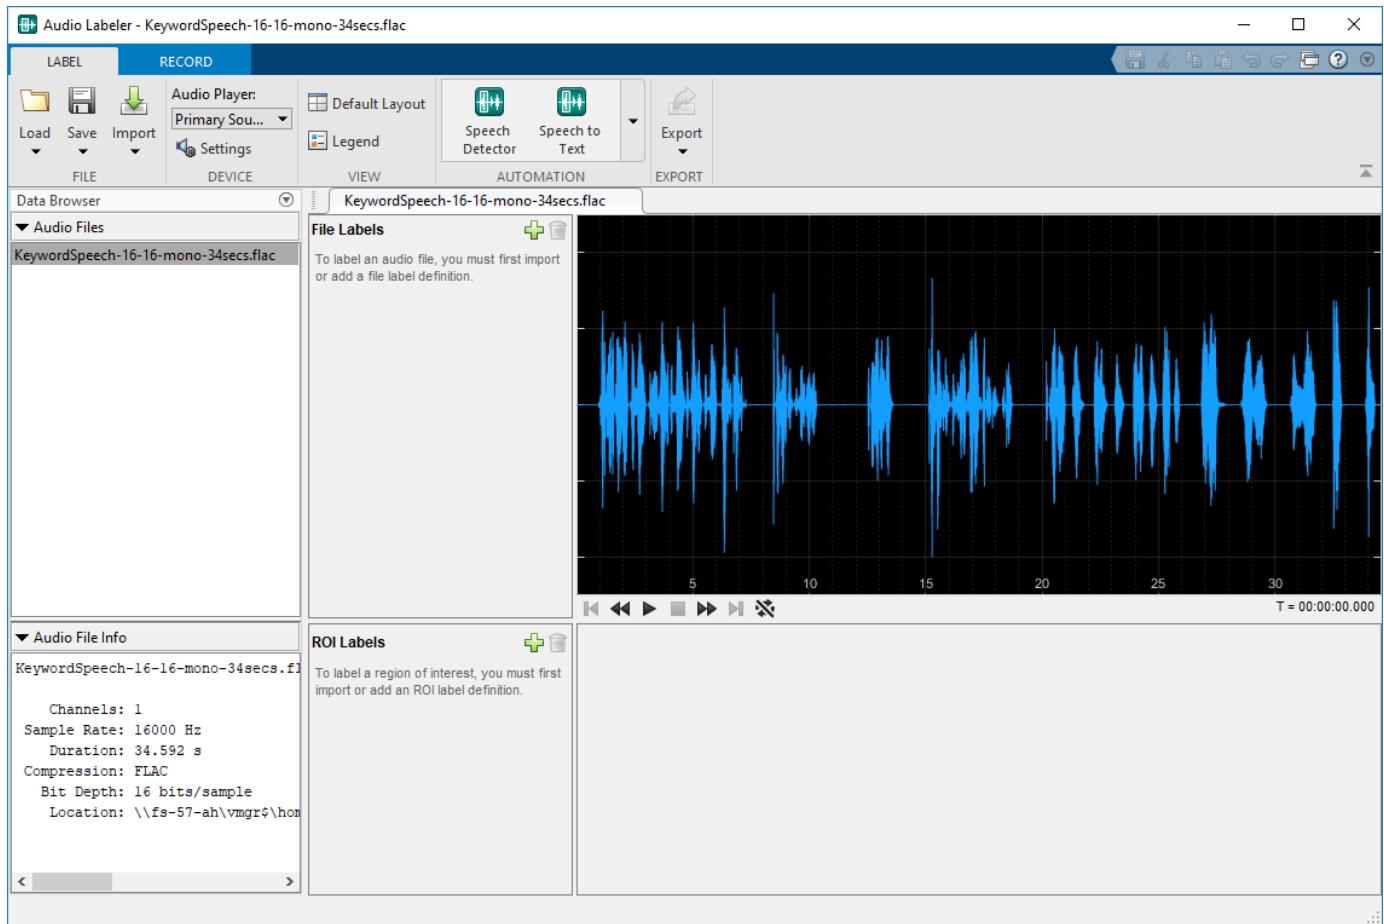 Audio Labeler - KeywordSpeech-16-16-mono-34secs.flac
LABEL RECORD
Load Save Import
FILE
Audio Player:
Primary Sou...
Settings
DEVICE
Default Layout
Legend
VIEW
Speech Detector
Speech to Text
AUTOMATION
Export
EXPORT
Data Browser
Audio Files
KeywordSpeech-16-16-mono-34secs.flac
KeywordSpeech-16-16-mono-34secs.flac
File Labels
To label an audio file, you must first import
or add a file label definition.
5 10 15 20 25 30
T = 00:00:00.000
Audio File Info
KeywordSpeech-16-16-mono-34secs.fl
Channels: 1
Sample Rate: 16000 Hz
Duration: 34.592 s
Compression: FLAC
Bit Depth: 16 bits/sample
Location: \\fs-57-ah\vmgr$\hom
ROI Labels
To label a region of interest, you must first
import or add an ROI label definition.